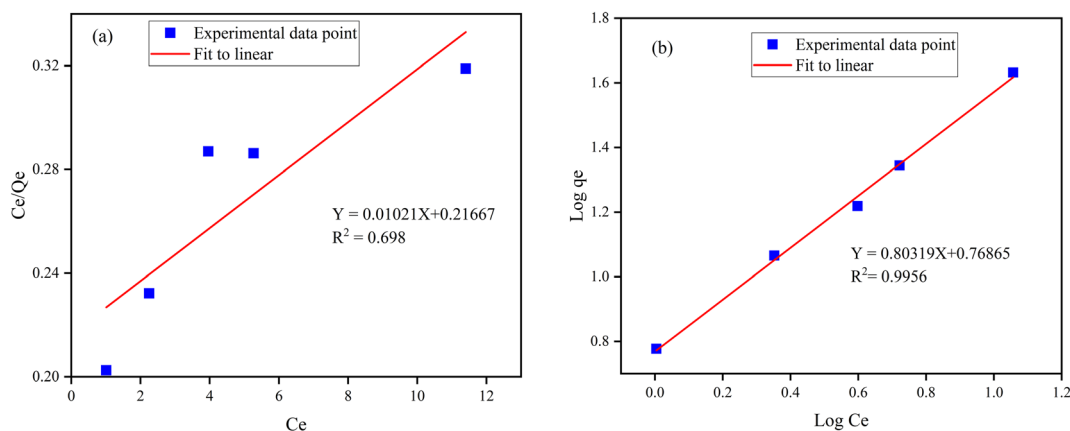 (a)
Experimental data point
Fit to linear
Ce/Qe
0.32
0.28
0.24
0.20
Y = 0.01021X+0.21667
R² = 0.698
0 2 4 6 8 10 12
Ce
(b)
Experimental data point
Fit to linear
Log qe
1.8
1.6
1.4
1.2
1.0
0.8
Y = 0.80319X+0.76865
R²= 0.9956
0.0 0.2 0.4 0.6 0.8 1.0 1.2
Log Ce